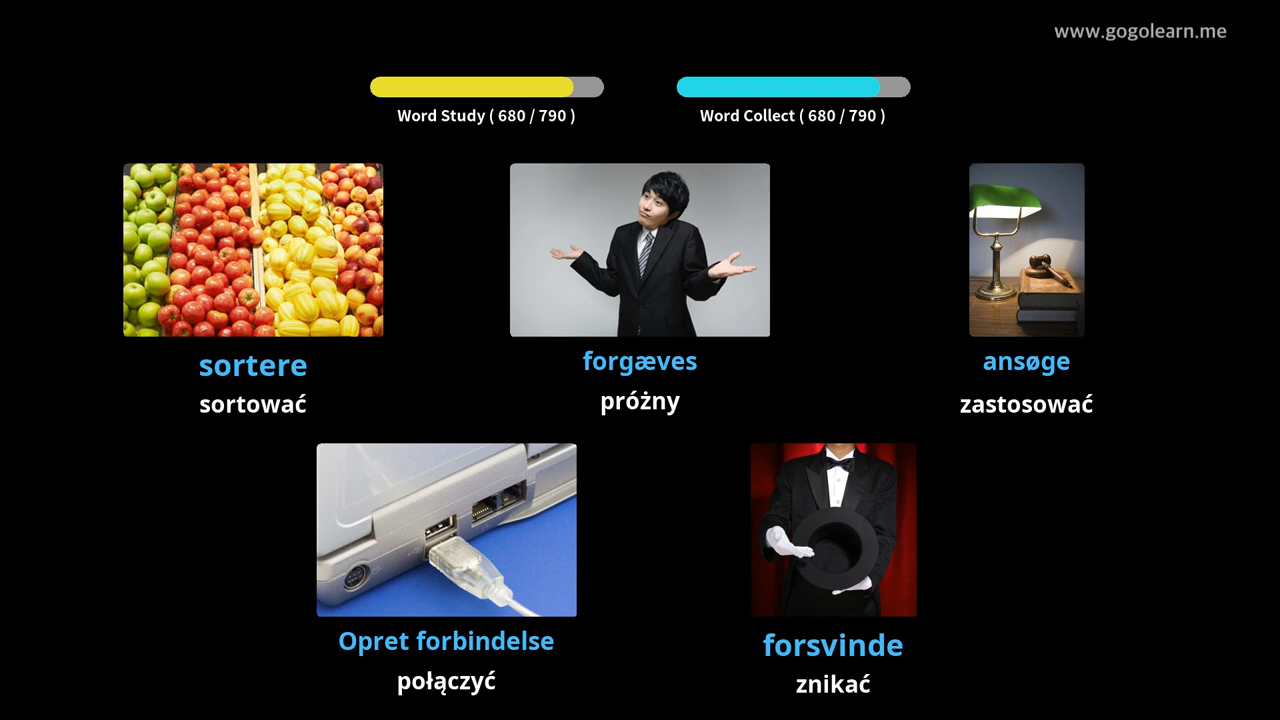 www.gogolearn.me
Word Study ( 680 / 790 )
Word Collect ( 680 / 790 )
sortere
sortować
forgæves
próżny
ansøge
zastosować
Opret forbindelse
połączyć
forsvinde
znikać